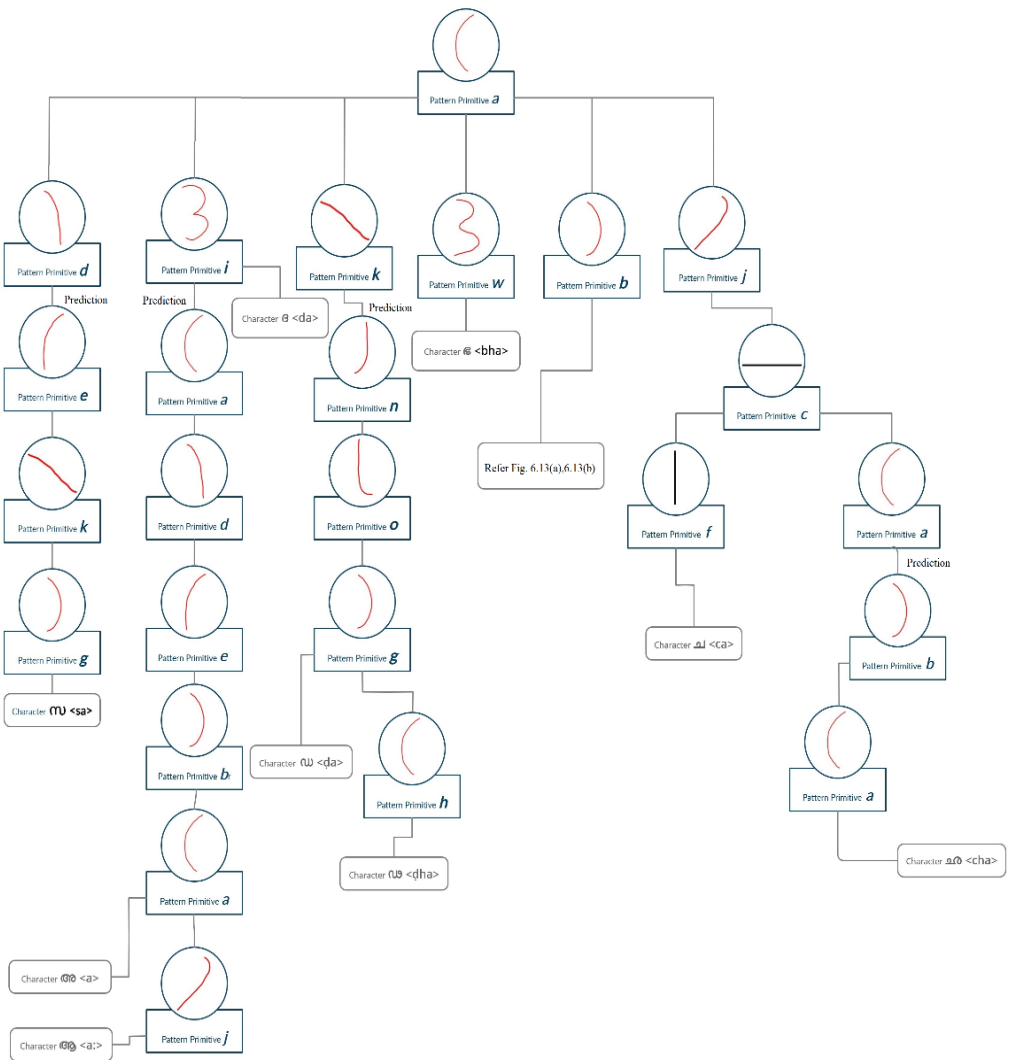 Pattern Primitive a
Pattern Primitive d
Pattern Primitive i
Pattern Primitive k
Pattern Primitive w
Pattern Primitive b
Pattern Primitive j
Prediction
Prediction
Prediction
Character ദ <da>
Character ഭ <bha>
Pattern Primitive e
Pattern Primitive a
Pattern Primitive n
Pattern Primitive c
Refer Fig. 6.13(a),6.13(b)
Pattern Primitive k
Pattern Primitive d
Pattern Primitive o
Pattern Primitive f
Pattern Primitive a
Prediction
Pattern Primitive g
Pattern Primitive e
Pattern Primitive g
Character ച <ca>
Pattern Primitive b
Character സ <sa>
Pattern Primitive b
Character ഡ <ḍa>
Pattern Primitive h
Pattern Primitive a
Character ഢ <ḍha>
Character ഛ <cha>
Pattern Primitive a
Character അ <a>
Pattern Primitive j
Character ആ <a:>